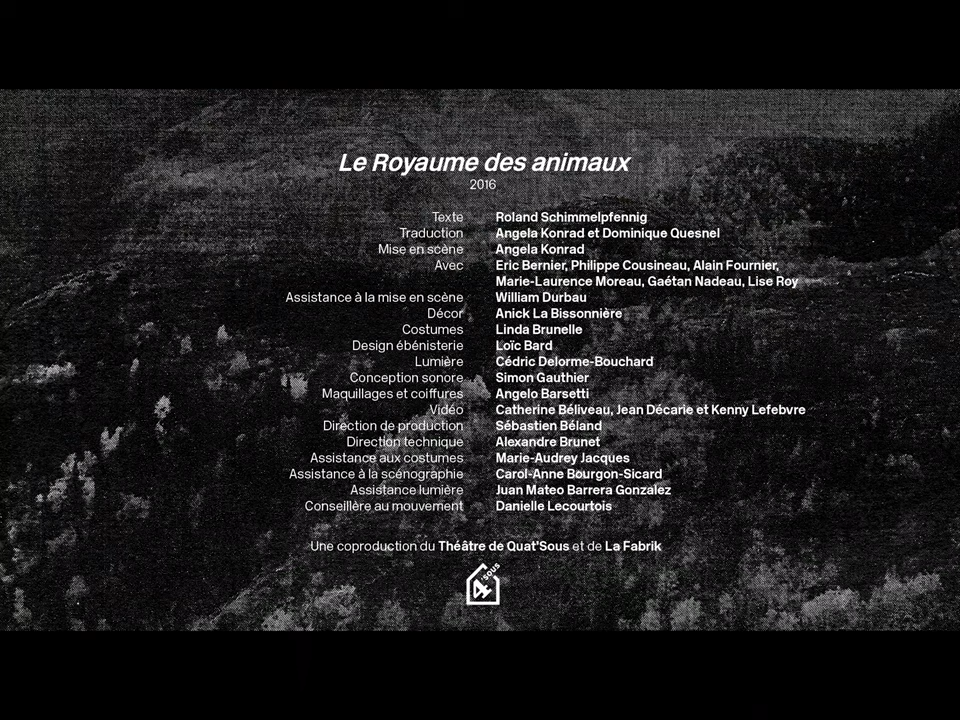 Le Royaume des animaux
2016
Texte Roland Schimmelpfennig
Traduction Angela Konrad et Dominique Quesnel
Mise en scène Angela Konrad
Avec Eric Bernier, Philippe Cousineau, Alain Fournier,
Marie-Laurence Moreau, Gaétan Nadeau, Lise Roy
Assistance à la mise en scène William Durbau
Décor Anick La Bissonnière
Costumes Linda Brunelle
Design ébénisterie Loïc Bard
Lumière Cédric Delorme-Bouchard
Conception sonore Simon Gauthier
Maquillages et coiffures Angelo Barsetti
Vidéo Catherine Béliveau, Jean Décarie et Kenny Lefebvre
Direction de production Sébastien Béland
Direction technique Alexandre Brunet
Assistance aux costumes Marie-Audrey Jacques
Assistance à la scénographie Carol-Anne Bourgon-Sicard
Assistance lumière Juan Mateo Barrera Gonzalez
Conseillère au mouvement Danielle Lecourtois
Une coproduction du Théâtre de Quat'Sous et de La Fabrik
4'SOUS